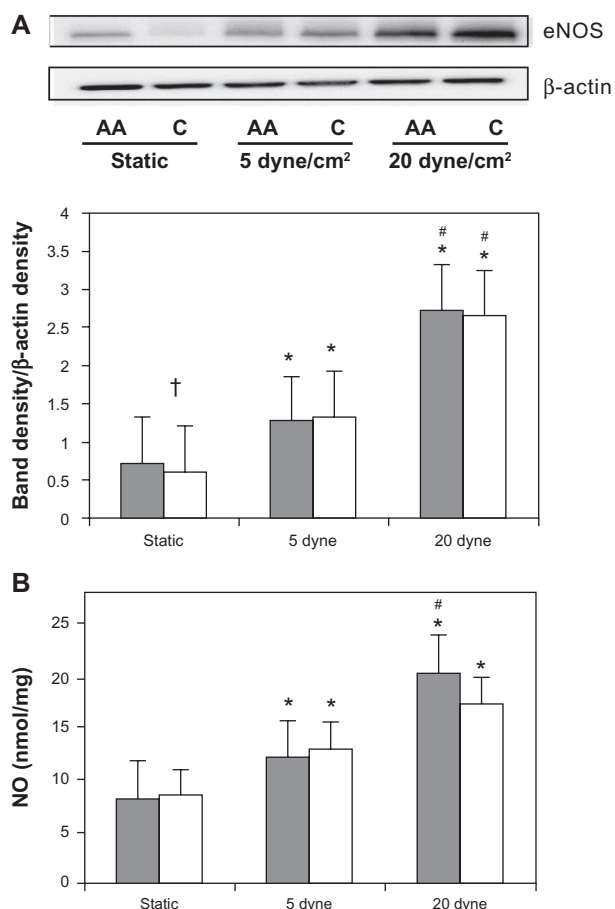 A
eNOS
β-actin
AA C AA C AA C
Static 5 dyne/cm² 20 dyne/cm²
Band density/β-actin density
4
3.5
3
2.5
2
1.5
1
0.5
0
†
* *
# #
* *
Static 5 dyne 20 dyne
B
NO (nmol/mg)
25
20
15
10
5
0
* *
#
* *
Static 5 dyne 20 dyne